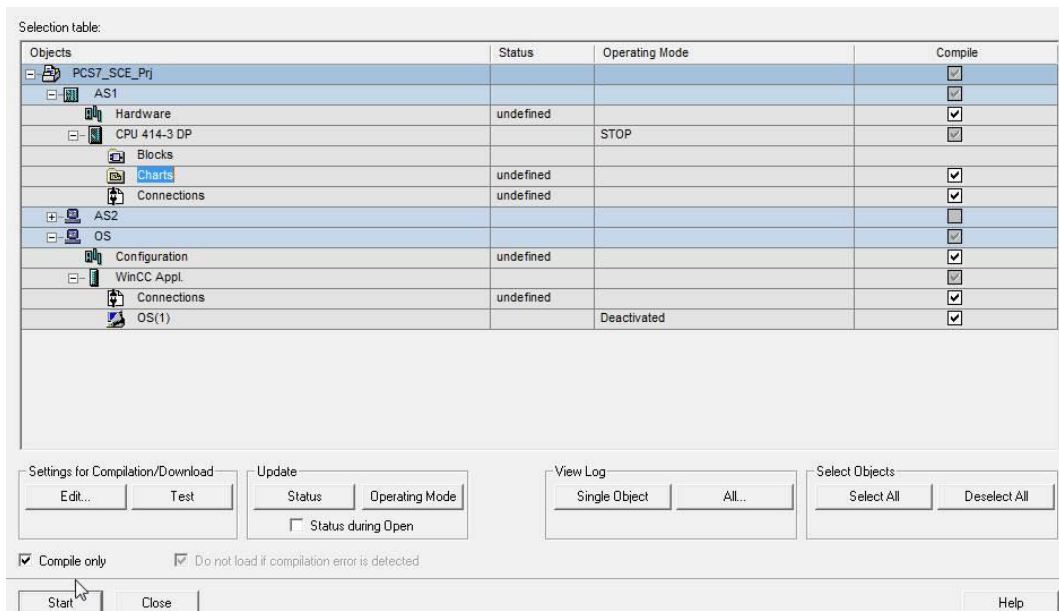 Selection table:
Objects Status Operating Mode Compile
PCS7_SCE_Prj
AS1
Hardware undefined
CPU 414-3 DP STOP
Blocks
Charts undefined
Connections undefined
AS2
OS
Configuration undefined
WinCC Appl.
Connections undefined
OS(1) Deactivated
Settings for Compilation/Download Update View Log Select Objects
Edit... Test Status Operating Mode Single Object All... Select All Deselect All
Status during Open
Compile only Do not load if compilation error is detected
Start Close Help